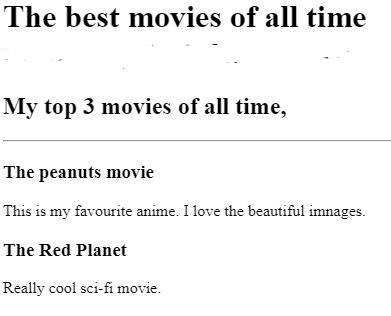 The best movies of all time
My top 3 movies of all time,
The peanuts movie
This is my favourite anime. I love the beautiful imnages.
The Red Planet
Really cool sci-fi movie.